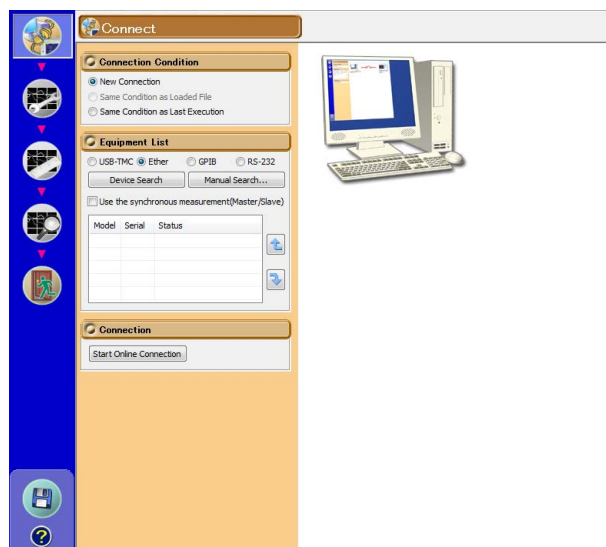 Connect
Connection Condition
New Connection
Same Condition as Loaded File
Same Condition as Last Execution
Equipment List
USB-TMC Ether GPIB RS-232
Device Search Manual Search...
Use the synchronous measurement(Master/Slave)
Model Serial Status
Connection
Start Online Connection
?